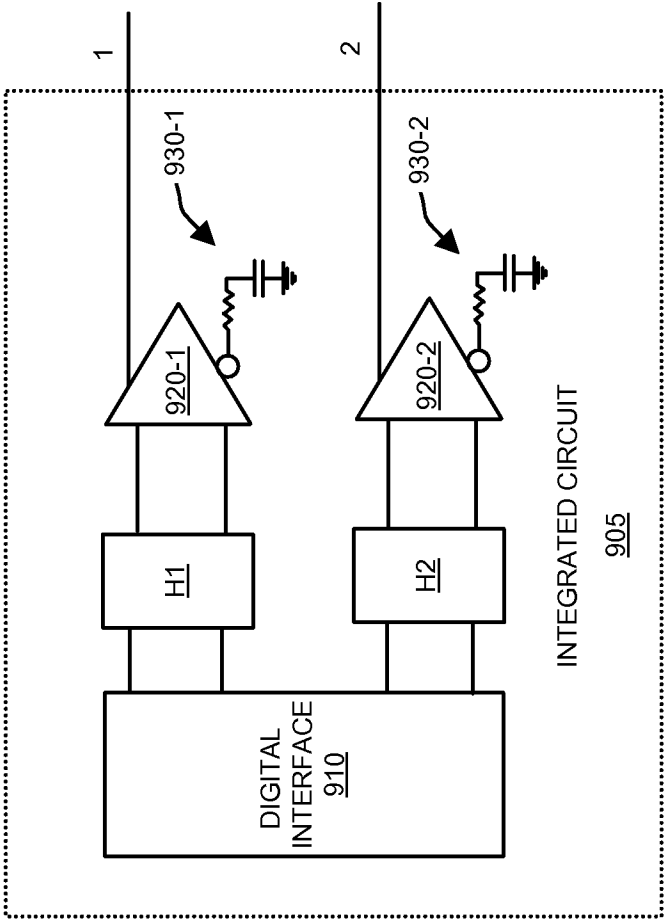 1
930-1
920-1
H1
2
930-2
920-2
H2
DIGITAL
INTERFACE
910
INTEGRATED CIRCUIT
905